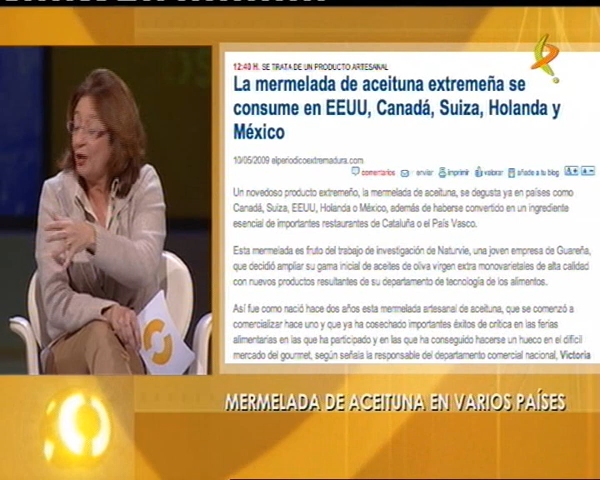 12:40 H. SE TRATA DE UN PRODUCTO ARTESANAL
La mermelada de aceituna extremeña se
consume en EEUU, Canadá, Suiza, Holanda y
México
10/05/2009 elperiodicoextremadura.com
comentarios enviar imprimir valorar añade a tu blog
Un novedoso producto extremeño, la mermelada de aceituna, se degusta ya en países como
Canadá, Suiza, EEUU, Holanda o México, además de haberse convertido en un ingrediente
esencial de importantes restaurantes de Cataluña o el País Vasco.
Esta mermelada es fruto del trabajo de investigación de Naturvie, una joven empresa de Guareña,
que decidió ampliar su gama inicial de aceites de oliva virgen extra monovarietales de alta calidad
con nuevos productos resultantes de su departamento de tecnología de los alimentos.
Así fue como nació hace dos años esta mermelada artesanal de aceituna, que se comenzó a
comercializar hace uno y que ya ha cosechado importantes éxitos de crítica en las ferias
alimentarias en las que ha participado y en las que ha conseguido hacerse un hueco en el difícil
mercado del gourmet, según señala la responsable del departamento comercial nacional, Victoria
MERMELADA DE ACEITUNA EN VARIOS PAÍSES